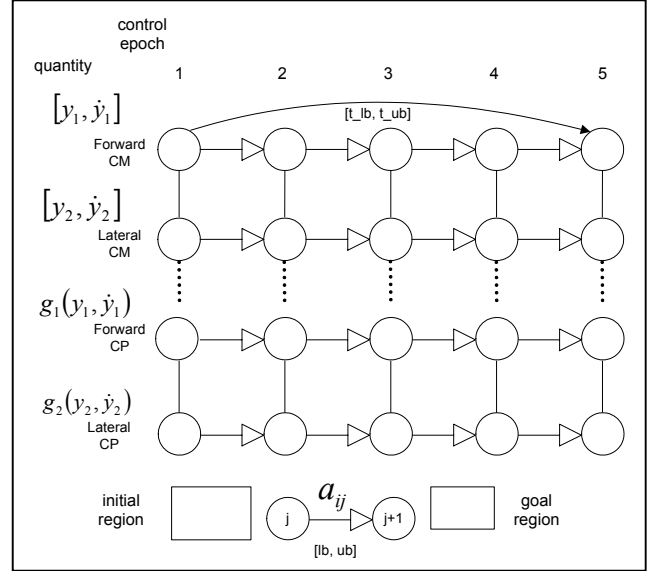 control
epoch
quantity
1 2 3 4 5
[y₁, ẏ₁]
[t_lb, t_ub]
Forward
CM
[y₂, ẏ₂]
Lateral
CM
g₁(y₁, ẏ₁)
Forward
CP
g₂(y₂, ẏ₂)
Lateral
CP
initial
region
a_ij
j
j+1
[lb, ub]
goal
region